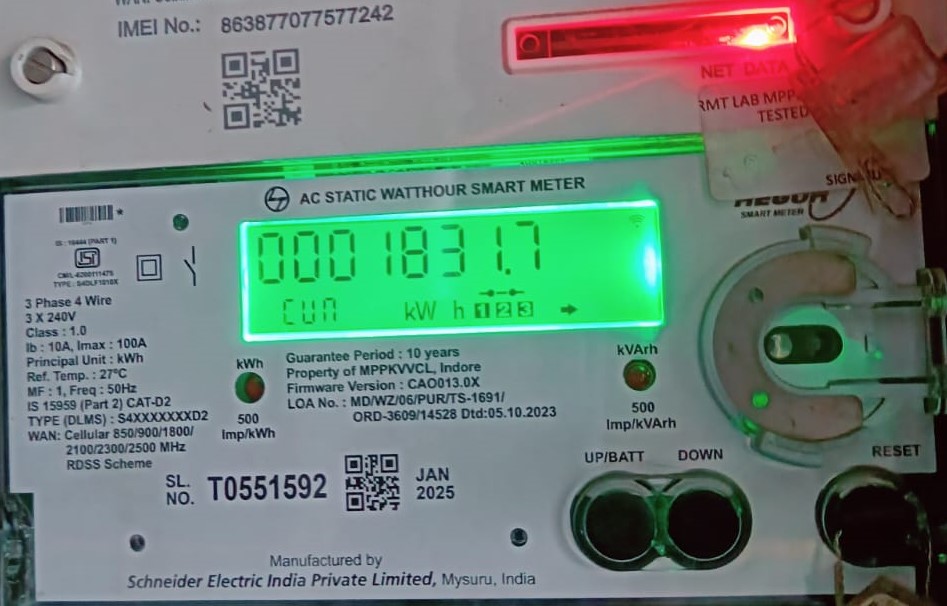 IMEI No.: 863877077577242
NET DATA
RMT LAB MPP
TESTED
SIGN
AC STATIC WATTHOUR SMART METER
SMART METER
0001831.7
CUM kW h 1 2 3
IS : 16444 (PART 1)
3 Phase 4 Wire
3 X 240V
Class : 1.0
Ib : 10A, Imax : 100A
Principal Unit : kWh
Ref. Temp. : 27°C
MF : 1, Freq : 50Hz
IS 15959 (Part 2) CAT-D2
TYPE (DLMS) : S4XXXXXXXD2
WAN: Cellular 850/900/1800/
2100/2300/2500 MHz
RDSS Scheme
kWh
500
Imp/kWh
Guarantee Period : 10 years
Property of MPPKVVCL, Indore
Firmware Version : CAO013.0X
LOA No. : MD/WZ/06/PUR/TS-1691/
ORD-3609/14528 Dtd:05.10.2023
kVArh
500
Imp/kVArh
UP/BATT DOWN
RESET
SL. NO. T0551592
JAN 2025
Manufactured by
Schneider Electric India Private Limited, Mysuru, India